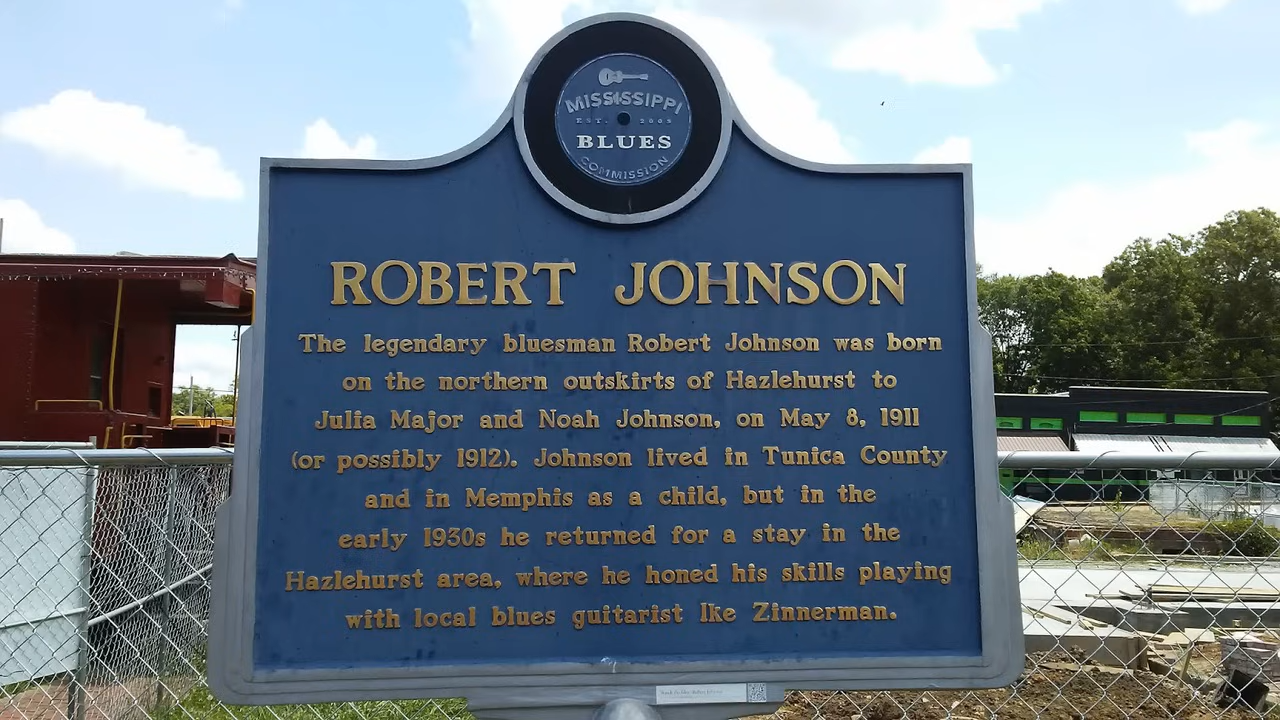 MISSISSIPPI
EST. 2005
BLUES
COMMISSION
ROBERT JOHNSON
The legendary bluesman Robert Johnson was born
on the northern outskirts of Hazlehurst to
Julia Major and Noah Johnson, on May 8, 1911
(or possibly 1912). Johnson lived in Tunica County
and in Memphis as a child, but in the
early 1930s he returned for a stay in the
Hazlehurst area, where he honed his skills playing
with local blues guitarist Ike Zinnerman.